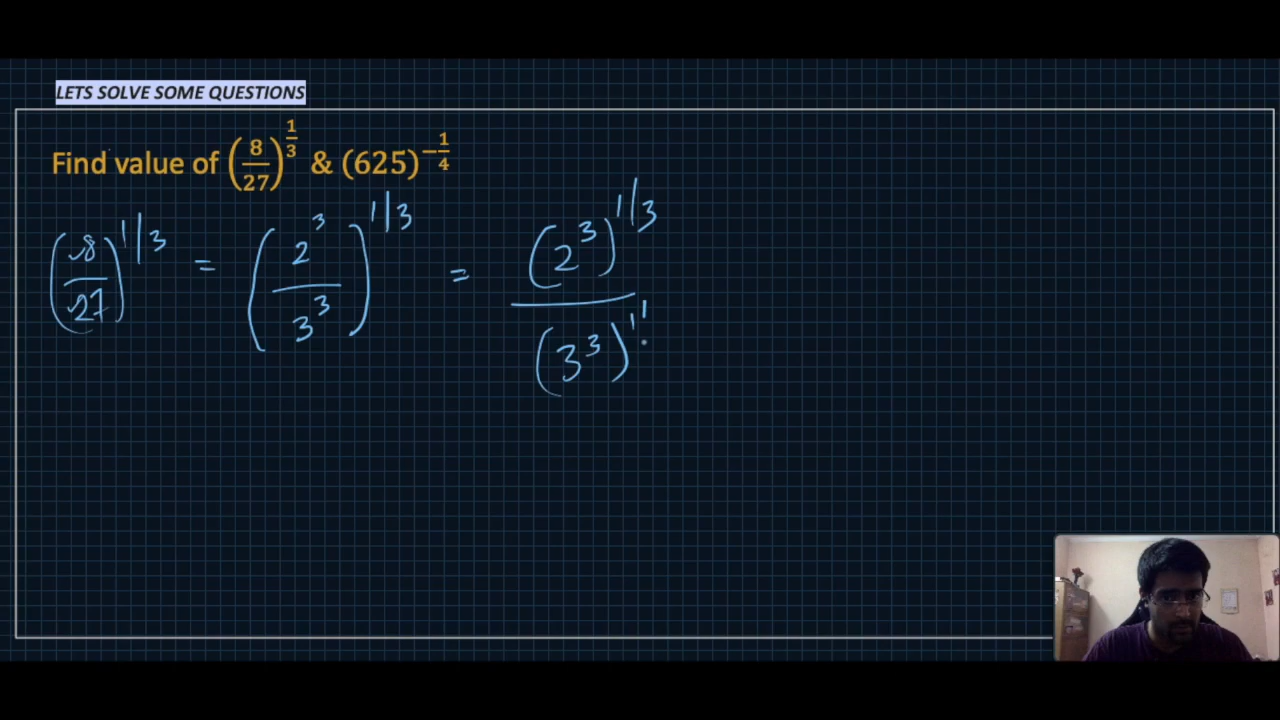 LETS SOLVE SOME QUESTIONS
Find value of (8/27)^(1/3) & (625)^(-1/4)
(8/27)^(1/3) = (2^3/3^3)^(1/3) = (2^3)^(1/3)/(3^3)^1